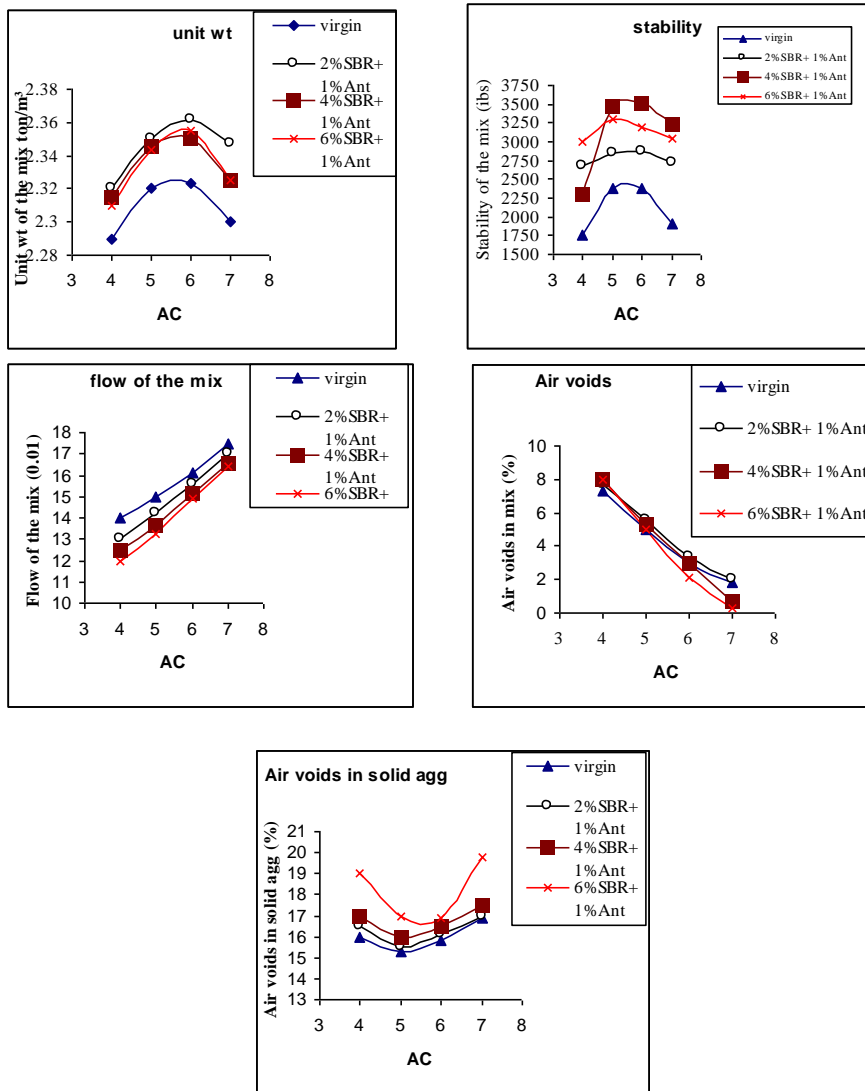 unit wt
virgin
2%SBR+
1%Ant
4%SBR+
1%Ant
6%SBR+
1%Ant
Unit wt of the mix ton/m³
2.36
2.34
2.32
2.3
2.28
3 4 5 6 7 8
AC
stability
virgin
2%SBR+ 1%Ant
4%SBR+ 1%Ant
6%SBR+ 1%Ant
Stability of the mix (ibs)
3750
3500
3250
3000
2750
2500
2250
2000
1750
1500
3 4 5 6 7 8
AC
flow of the mix
virgin
2%SBR+
1%Ant
4%SBR+
1%Ant
6%SBR+
Flow of the mix (0.01)
18
17
16
15
14
13
12
11
10
3 4 5 6 7 8
AC
Air voids
virgin
2%SBR+ 1%Ant
4%SBR+ 1%Ant
6%SBR+ 1%Ant
Air voids in mix (%)
10
8
6
4
2
0
3 4 5 6 7 8
AC
Air voids in solid agg
virgin
2%SBR+
1%Ant
4%SBR+
1%Ant
6%SBR+
1%Ant
Air voids in solid agg (%)
21
20
19
18
17
16
15
14
13
3 4 5 6 7 8
AC